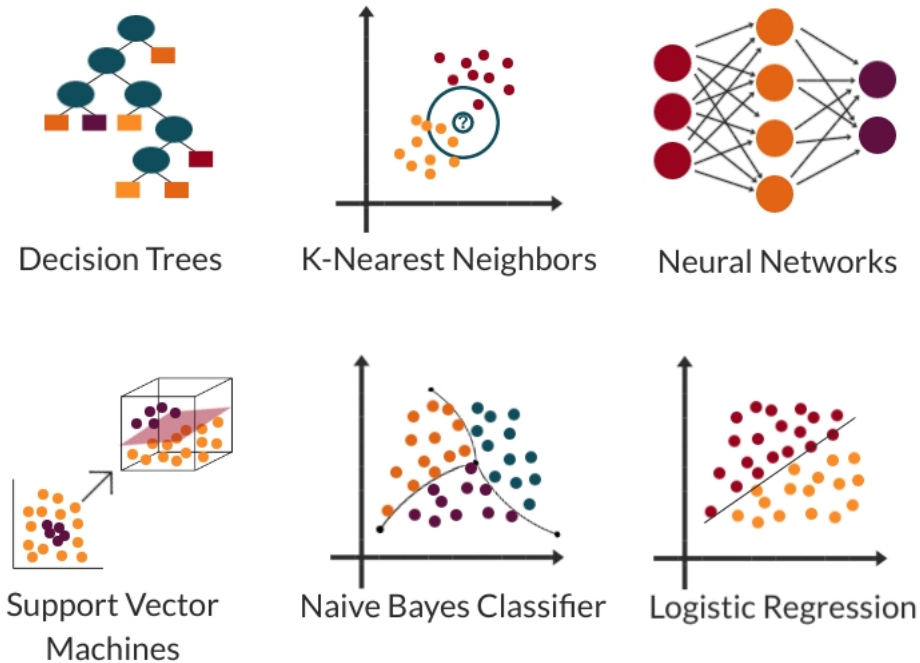 ?
Decision Trees
K-Nearest Neighbors
Neural Networks
Support Vector
Machines
Naive Bayes Classifier
Logistic Regression